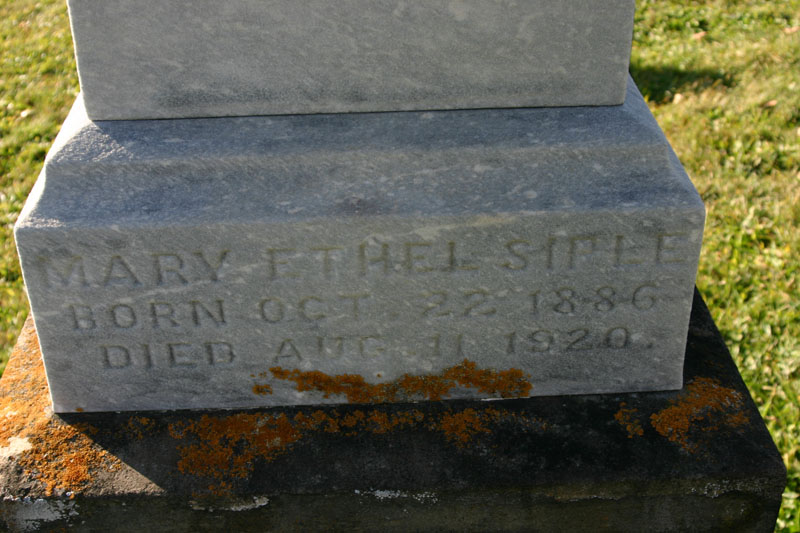 MARY ETHEL SIPLE
BORN OCT. 22 1886
DIED AUG. 11 1920.